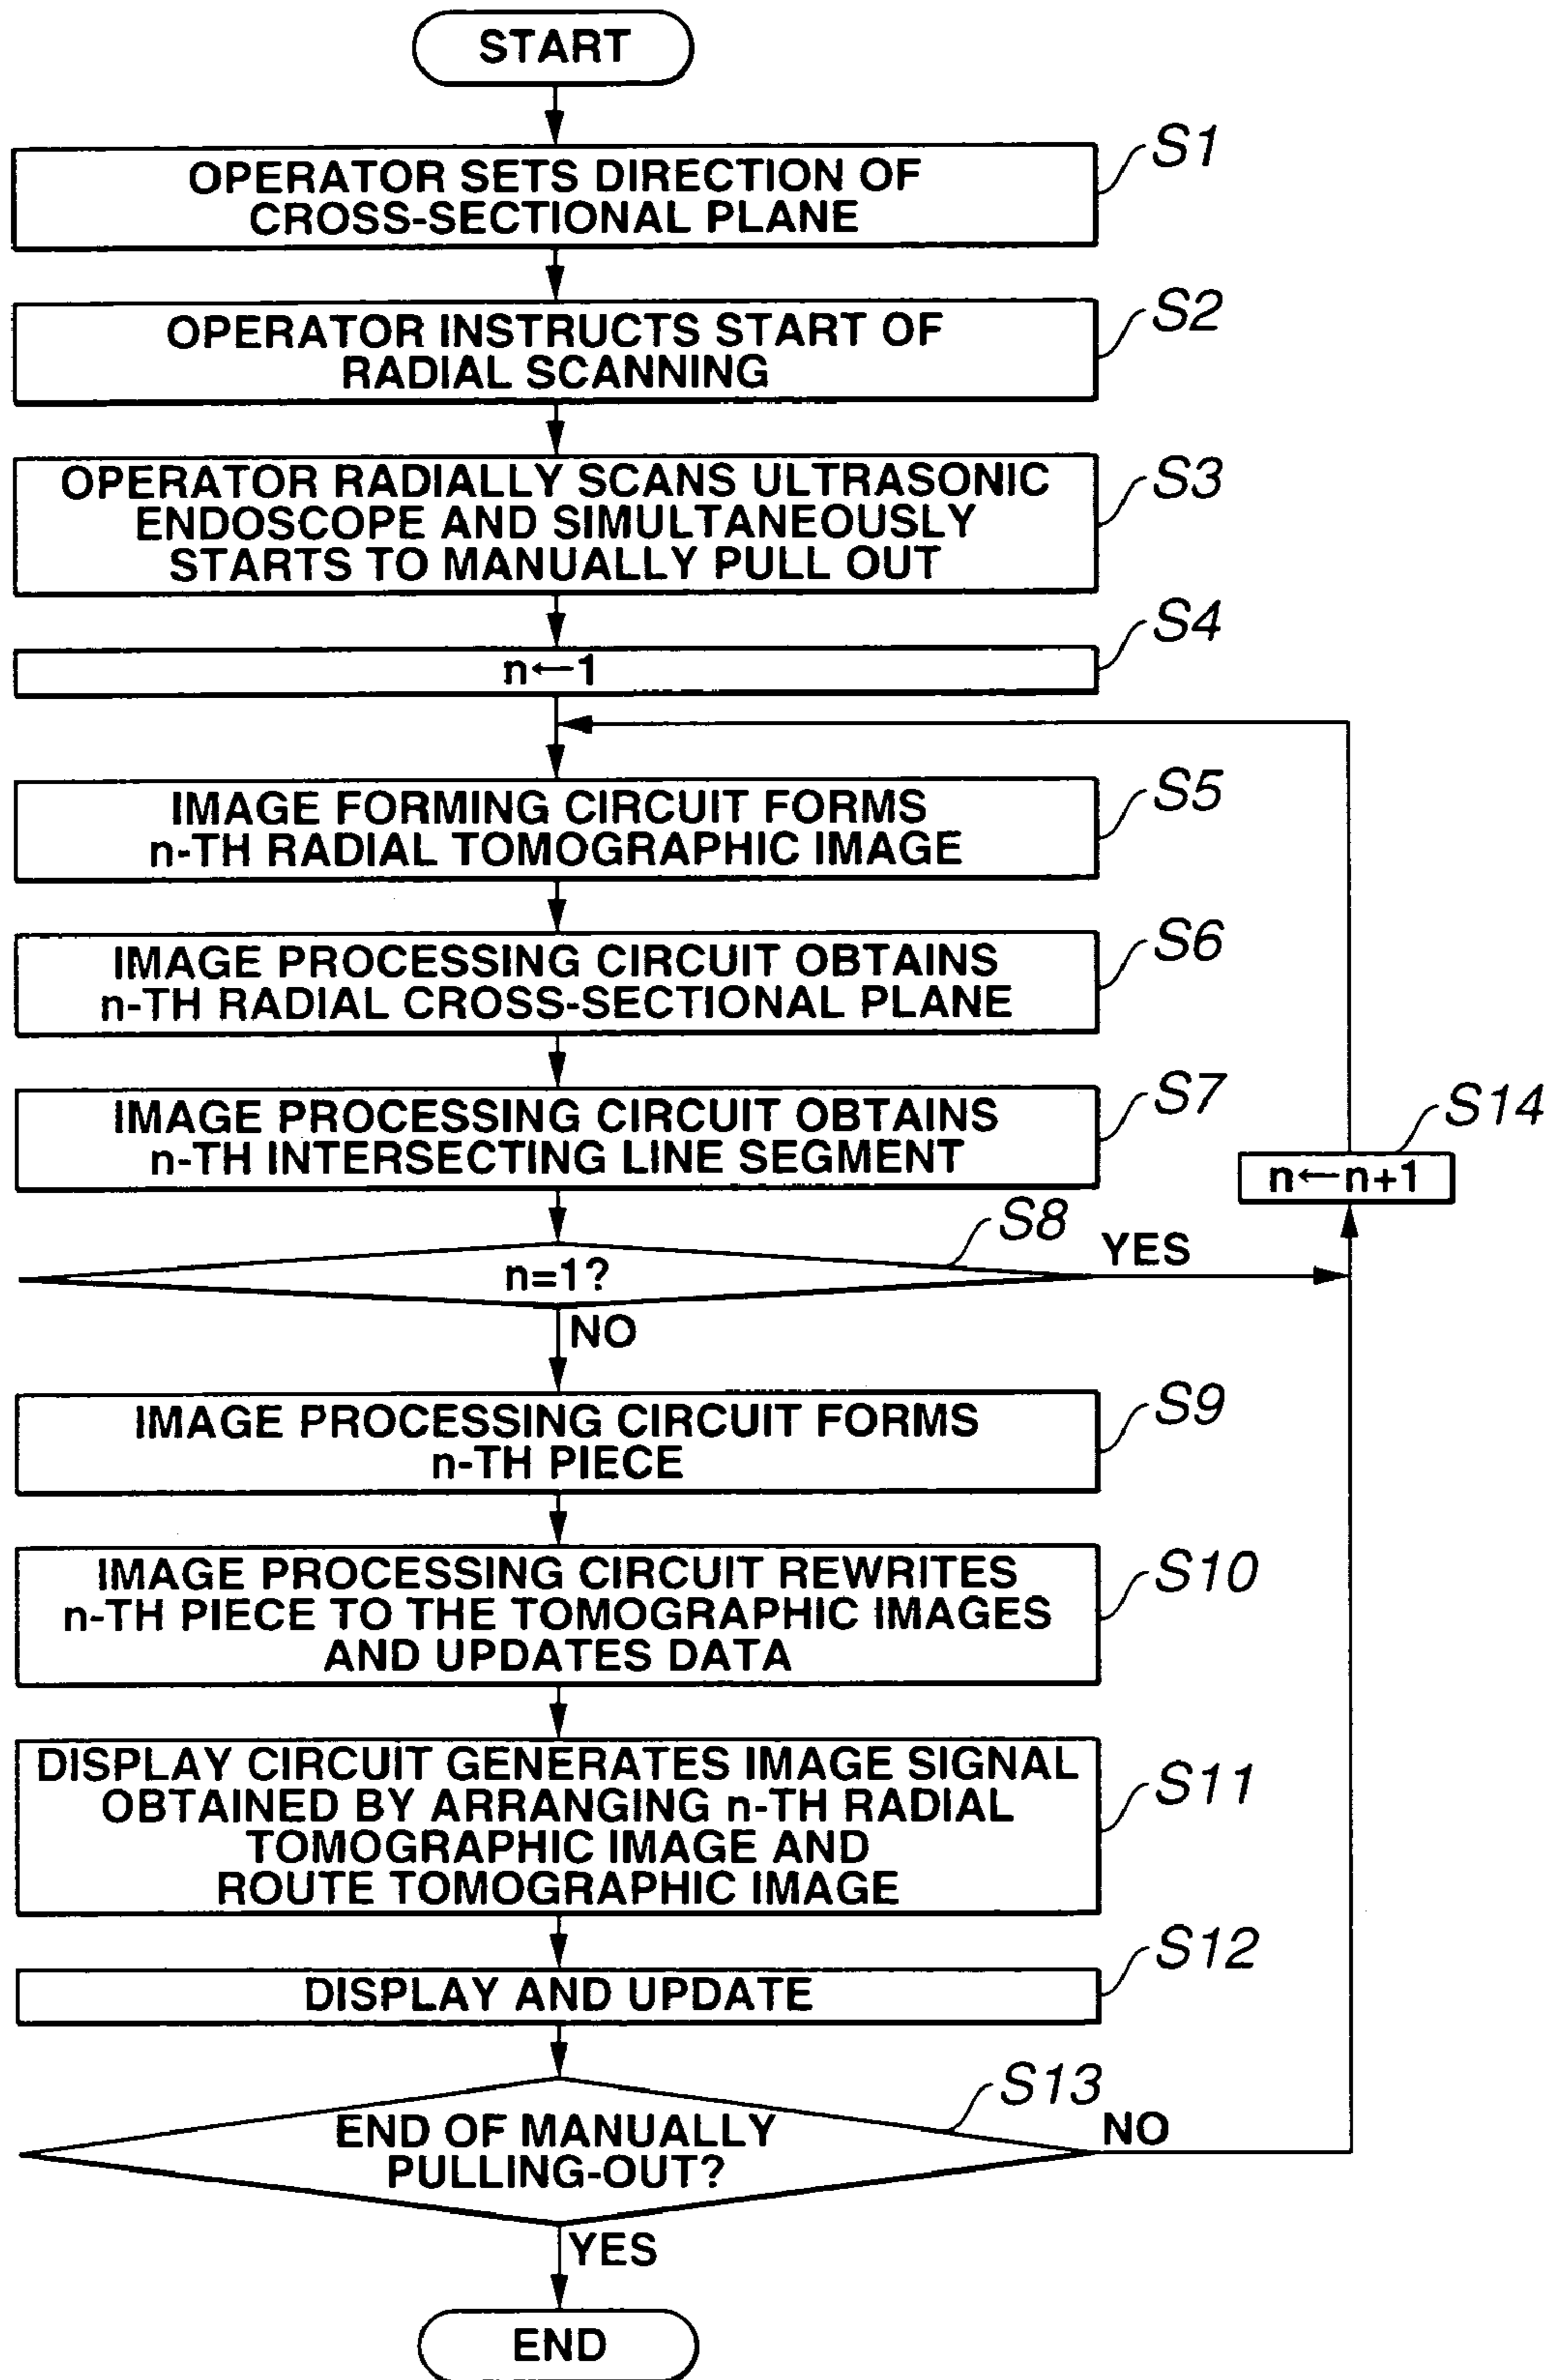 START
S1
OPERATOR SETS DIRECTION OF
CROSS-SECTIONAL PLANE
S2
OPERATOR INSTRUCTS START OF
RADIAL SCANNING
S3
OPERATOR RADIALLY SCANS ULTRASONIC
ENDOSCOPE AND SIMULTANEOUSLY
STARTS TO MANUALLY PULL OUT
S4
n←1
S5
IMAGE FORMING CIRCUIT FORMS
n-TH RADIAL TOMOGRAPHIC IMAGE
S6
IMAGE PROCESSING CIRCUIT OBTAINS
n-TH RADIAL CROSS-SECTIONAL PLANE
S7
IMAGE PROCESSING CIRCUIT OBTAINS
n-TH INTERSECTING LINE SEGMENT
S14
n←n+1
S8
n=1?
YES
NO
S9
IMAGE PROCESSING CIRCUIT FORMS
n-TH PIECE
S10
IMAGE PROCESSING CIRCUIT REWRITES
n-TH PIECE TO THE TOMOGRAPHIC IMAGES
AND UPDATES DATA
S11
DISPLAY CIRCUIT GENERATES IMAGE SIGNAL
OBTAINED BY ARRANGING n-TH RADIAL
TOMOGRAPHIC IMAGE AND
ROUTE TOMOGRAPHIC IMAGE
S12
DISPLAY AND UPDATE
S13
END OF MANUALLY
PULLING-OUT?
NO
YES
END